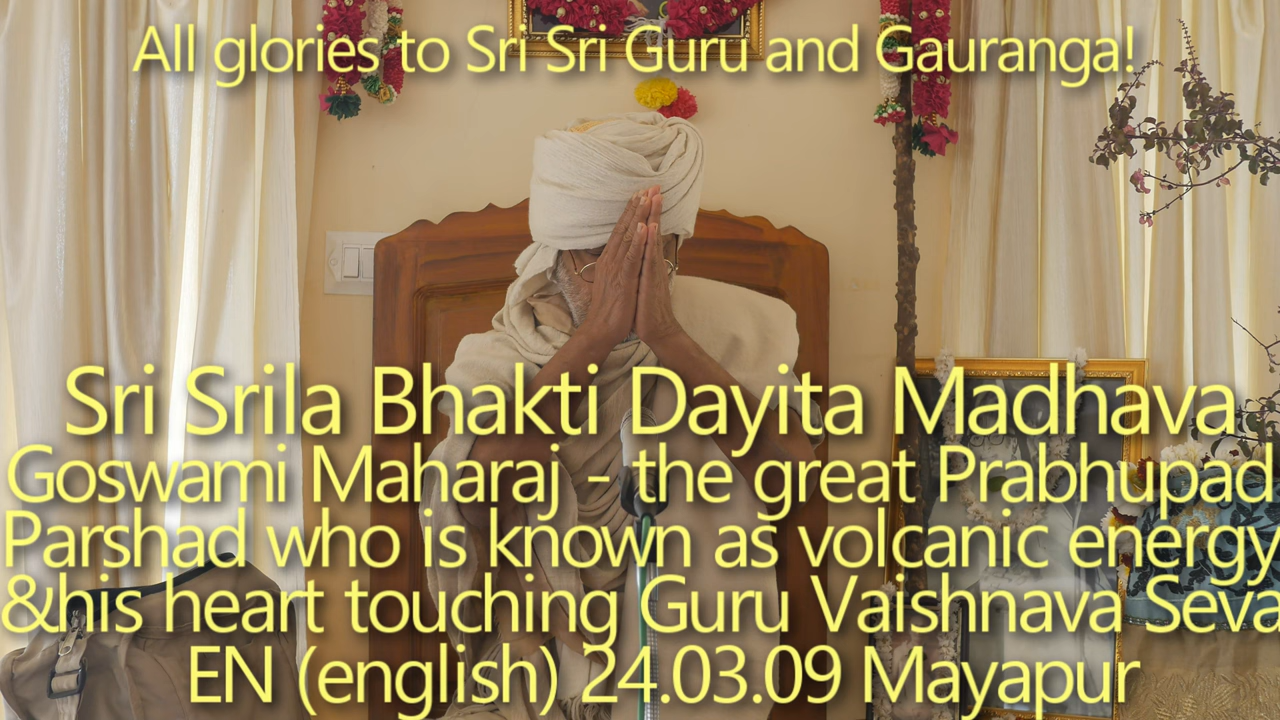 All glories to Sri Sri Guru and Gauranga!
Sri Srila Bhakti Dayita Madhava
Goswami Maharaj - the great Prabhupad
Parshad who is known as volcanic energy
&his heart touching Guru Vaishnava Seva
EN (english) 24.03.09 Mayapur